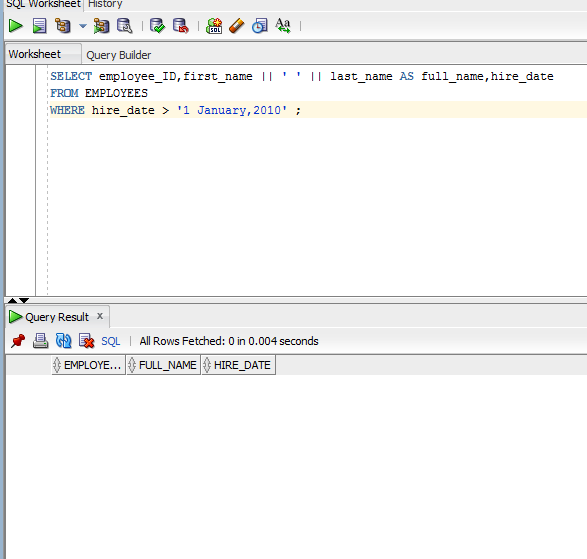 SQL Worksheet History
Worksheet Query Builder
SELECT employee_ID,first_name || ' ' || last_name AS full_name,hire_date
FROM EMPLOYEES
WHERE hire_date > '1 January,2010' ;
Query Result x
SQL | All Rows Fetched: 0 in 0.004 seconds
EMPLOYE... FULL_NAME HIRE_DATE